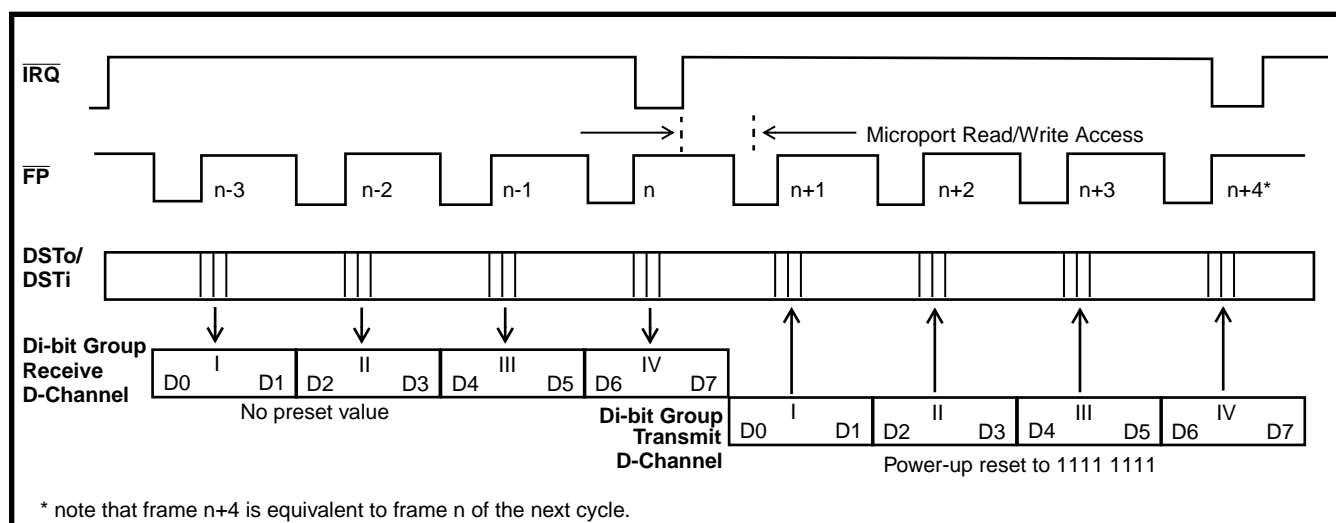 IRQ
Microport Read/Write Access
FP
n-3 n-2 n-1 n n+1 n+2 n+3 n+4*
DSTo/
DSTi
Di-bit Group
Receive
D-Channel
I II III IV
D0 D1 D2 D3 D4 D5 D6 D7
No preset value
Di-bit Group
Transmit
D-Channel
I II III IV
D0 D1 D2 D3 D4 D5 D6 D7
Power-up reset to 1111 1111
* note that frame n+4 is equivalent to frame n of the next cycle.